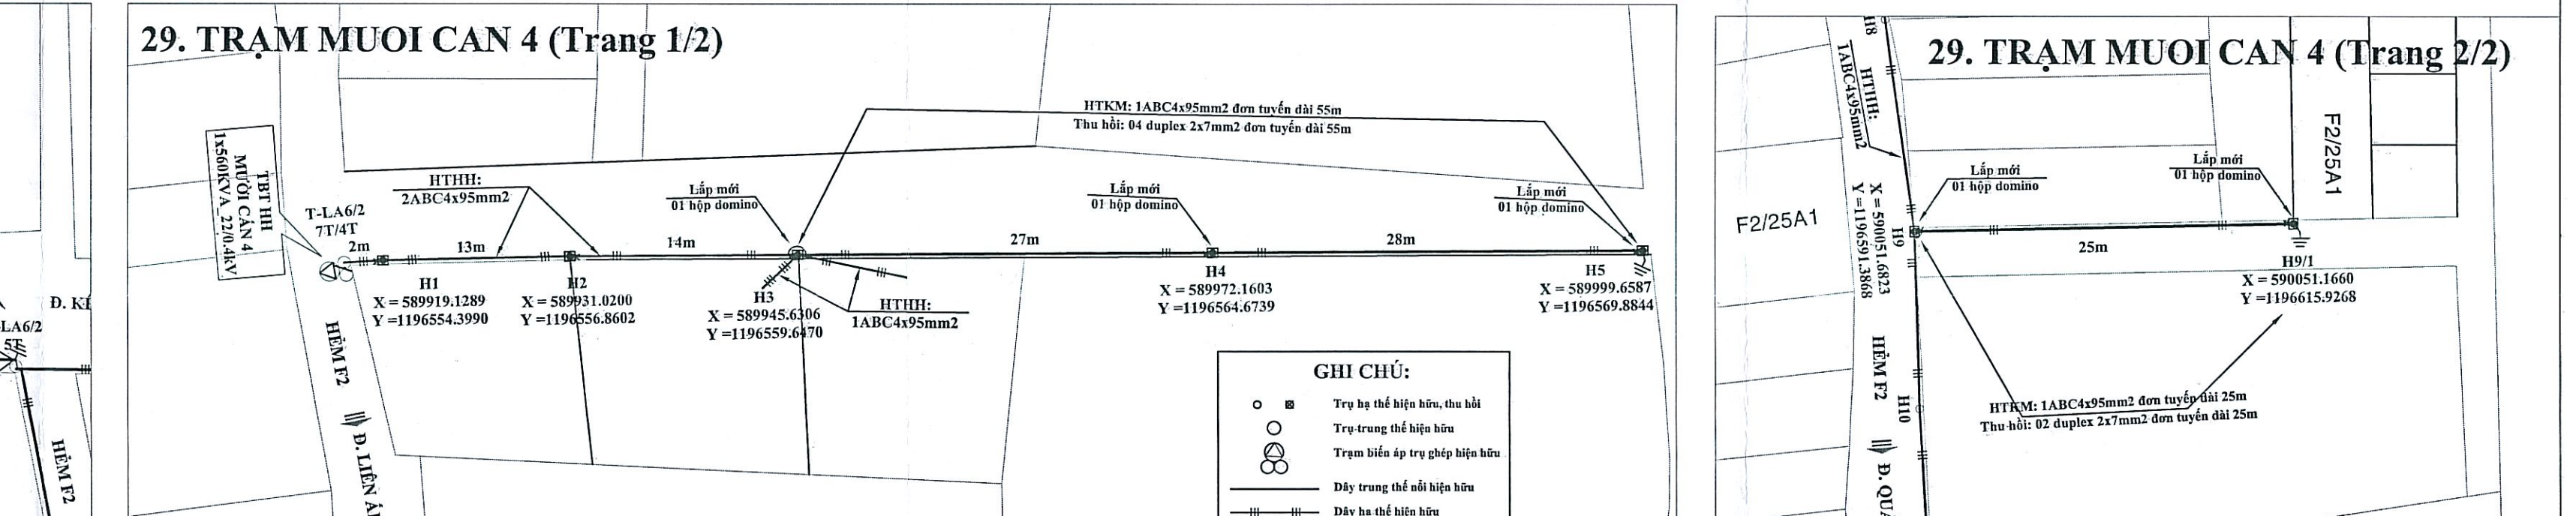 29. TRẠM MUOI CAN 4 (Trang 1/2)
HTKM: 1ABC4x95mm2 đơn tuyến dài 55m
Thu hồi: 04 duplex 2x7mm2 đơn tuyến dài 55m
TBT HH
MƯỜI CẢN 4
1x560KVA_22/0.4kV
T-LA6/2
7T/4T
HTHH:
2ABC4x95mm2
Lắp mới
01 hộp domino
Lắp mới
01 hộp domino
Lắp mới
01 hộp domino
2m
13m
14m
27m
28m
H1
X = 589919.1289
Y =1196554.3990
H2
X = 589931.0200
Y =1196556.8602
H3
X = 589945.6306
Y =1196559.6470
HTHH:
1ABC4x95mm2
H4
X = 589972.1603
Y =1196564.6739
H5
X = 589999.6587
Y =1196569.8844
HẺM F2
Đ. LIÊN
GHI CHÚ:
Trụ hạ thế hiện hữu, thu hồi
Trụ trung thế hiện hữu
Trạm biến áp trụ ghép hiện hữu
Dây trung thế nổi hiện hữu
Dây hạ thế hiện hữu
LA6/2
5T
HẺM F2
29. TRẠM MUOI CAN 4 (Trang 2/2)
H8
HTHH:
1ABC4x95mm2
F2/25A1
F2/25A1
Lắp mới
01 hộp domino
Lắp mới
01 hộp domino
H9
X = 590051.6823
Y =1196591.3868
25m
H9/1
X = 590051.1660
Y =1196615.9268
HẺM F2
H10
Đ. QU
HTKM: 1ABC4x95mm2 đơn tuyến dài 25m
Thu hồi: 02 duplex 2x7mm2 đơn tuyến dài 25m